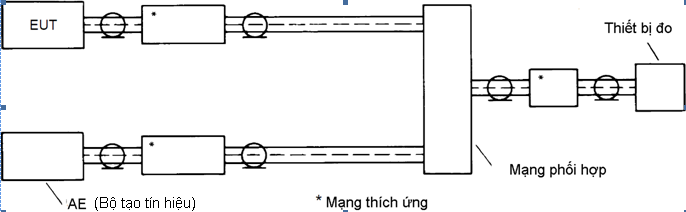 EUT
*
Thiết bị đo
*
*
Mạng phối hợp
AE (Bộ tạo tín hiệu)
* Mạng thích ứng